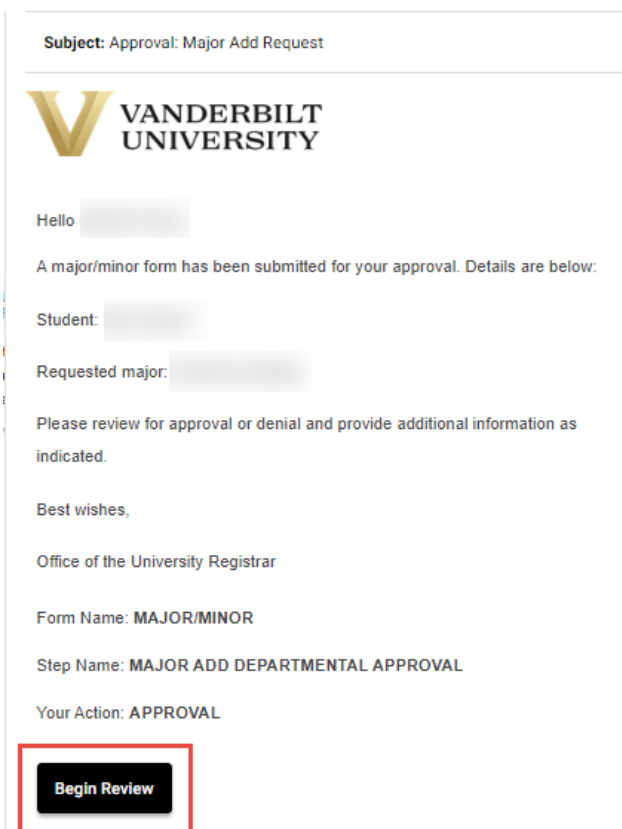 Subject: Approval: Major Add Request
VANDERBILT
UNIVERSITY
Hello
A major/minor form has been submitted for your approval. Details are below:
Student:
Requested major:
Please review for approval or denial and provide additional information as
indicated.
Best wishes,
Office of the University Registrar
Form Name: MAJOR/MINOR
Step Name: MAJOR ADD DEPARTMENTAL APPROVAL
Your Action: APPROVAL
Begin Review